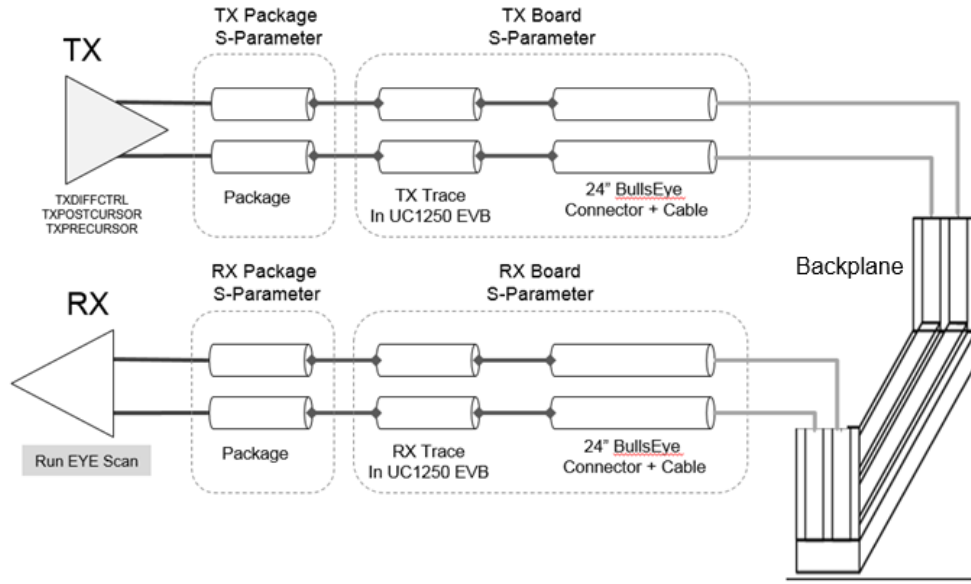 TX Package
S-Parameter
TX Board
S-Parameter
TX
TXDIFFCTRL
TXPOSTCURSOR
TXPRECURSOR
Package
TX Trace
In UC1250 EVB
24” BullsEye
Connector + Cable
Backplane
RX Package
S-Parameter
RX Board
S-Parameter
RX
Run EYE Scan
Package
RX Trace
In UC1250 EVB
24” BullsEye
Connector + Cable